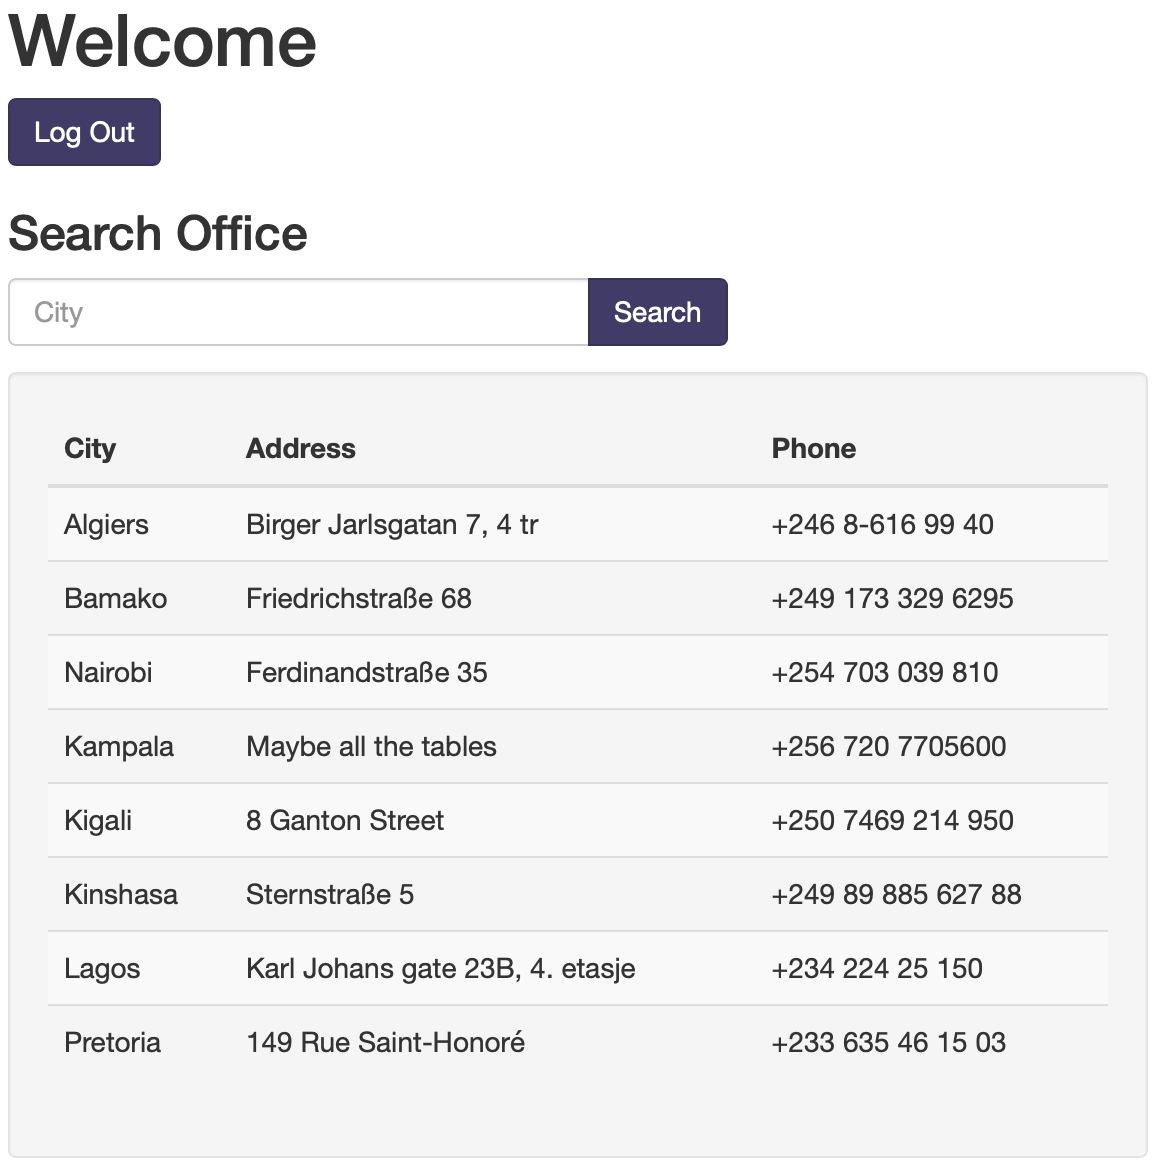 Welcome
Log Out
Search Office
City Search
City Address Phone
Algiers Birger Jarlsgatan 7, 4 tr +246 8-616 99 40
Bamako Friedrichstraße 68 +249 173 329 6295
Nairobi Ferdinandstraße 35 +254 703 039 810
Kampala Maybe all the tables +256 720 7705600
Kigali 8 Ganton Street +250 7469 214 950
Kinshasa Sternstraße 5 +249 89 885 627 88
Lagos Karl Johans gate 23B, 4. etasje +234 224 25 150
Pretoria 149 Rue Saint-Honoré +233 635 46 15 03